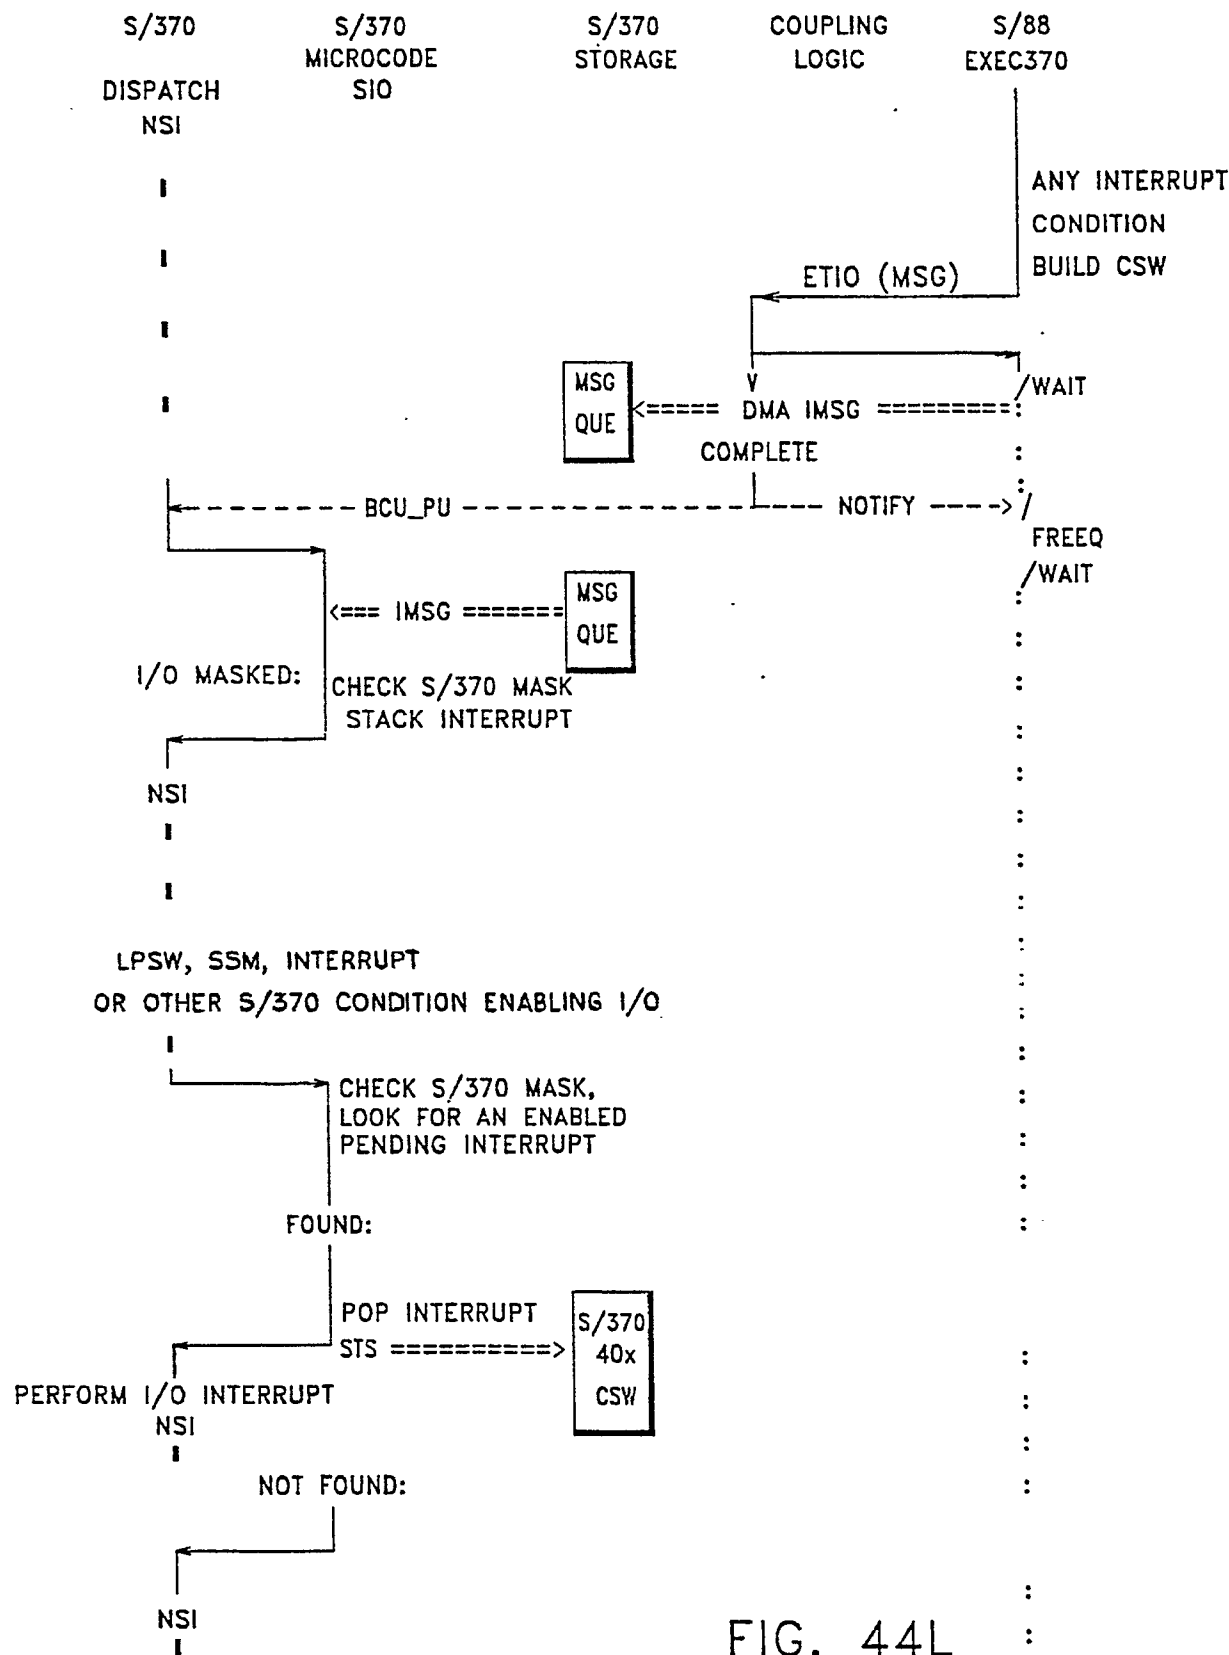 S/370 S/370 S/370 COUPLING S/88
MICROCODE STORAGE LOGIC EXEC370
DISPATCH SIO
NSI
ANY INTERRUPT
CONDITION
BUILD CSW
ETIO (MSG)
MSG /WAIT
QUE <===== DMA IMSG =========
COMPLETE
<------- BCU_PU ------------- ---- NOTIFY ----> /
FREEQ
/WAIT
MSG
<=== IMSG =======
QUE
I/O MASKED: CHECK S/370 MASK
STACK INTERRUPT
NSI
LPSW, SSM, INTERRUPT
OR OTHER S/370 CONDITION ENABLING I/O
CHECK S/370 MASK,
LOOK FOR AN ENABLED
PENDING INTERRUPT
FOUND:
POP INTERRUPT S/370
STS ==========> 40x
PERFORM I/O INTERRUPT CSW
NSI
NOT FOUND:
NSI
FIG. 44L